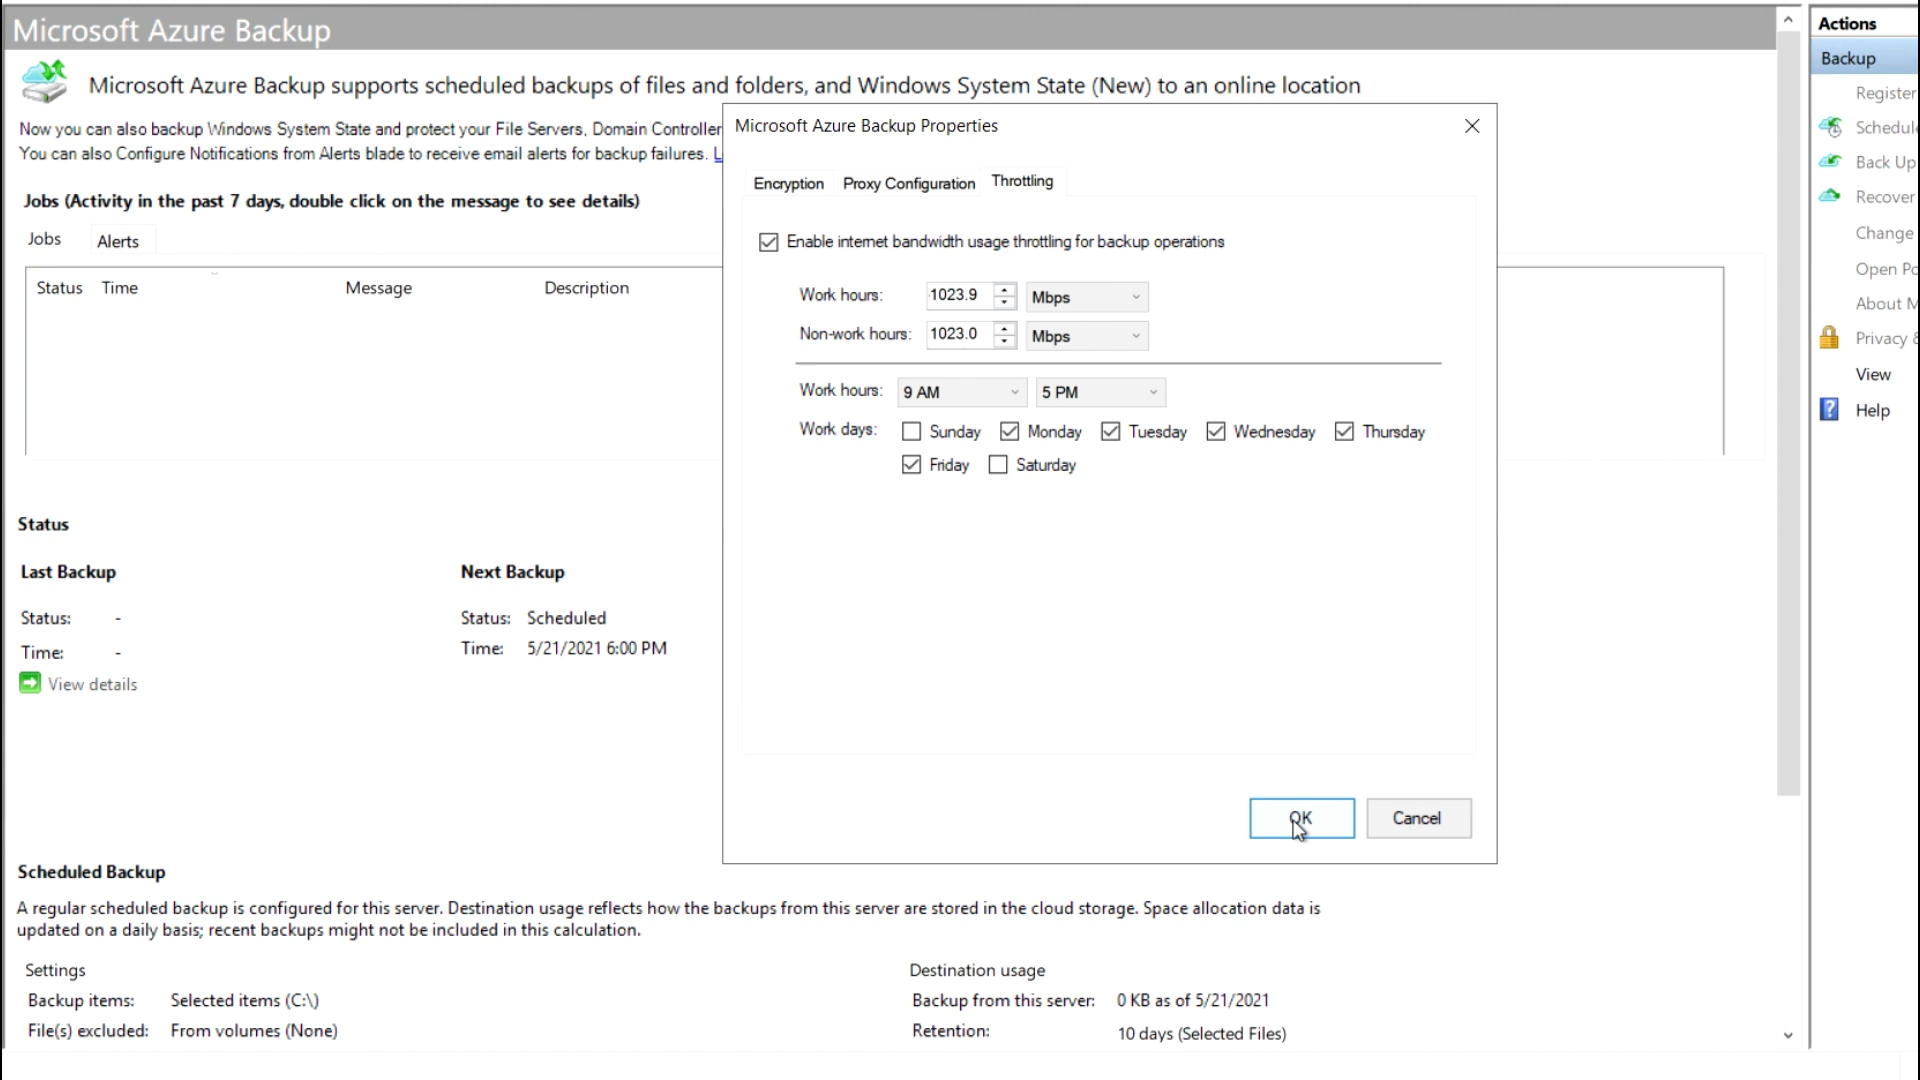 Microsoft Azure Backup
Microsoft Azure Backup supports scheduled backups of files and folders, and Windows System State (New) to an online location
Now you can also backup Windows System State and protect your File Servers, Domain Controller
You can also Configure Notifications from Alerts blade to receive email alerts for backup failures. L
Jobs (Activity in the past 7 days, double click on the message to see details)
Jobs Alerts
Status Time Message Description
Status
Last Backup
Status: -
Time: -
View details
Next Backup
Status: Scheduled
Time: 5/21/2021 6:00 PM
Scheduled Backup
A regular scheduled backup is configured for this server. Destination usage reflects how the backups from this server are stored in the cloud storage. Space allocation data is
updated on a daily basis; recent backups might not be included in this calculation.
Settings
Backup items: Selected items (C:\)
File(s) excluded: From volumes (None)
Destination usage
Backup from this server: 0 KB as of 5/21/2021
Retention: 10 days (Selected Files)
Microsoft Azure Backup Properties
Encryption Proxy Configuration Throttling
Enable internet bandwidth usage throttling for backup operations
Work hours: 1023.9 Mbps
Non-work hours: 1023.0 Mbps
Work hours: 9 AM 5 PM
Work days: Sunday Monday Tuesday Wednesday Thursday
Friday Saturday
OK Cancel
Actions
Backup
Register
Schedule
Back Up
Recover
Change
Open Po
About M
Privacy &
View
Help